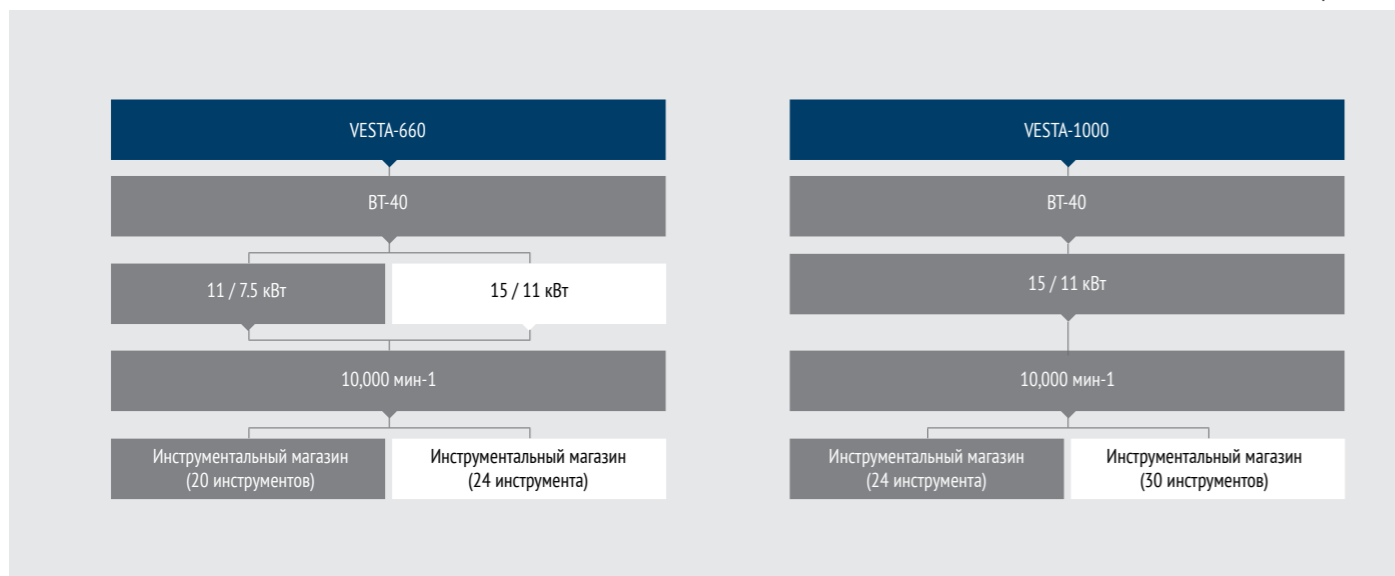 VESTA-660
BT-40
11 / 7.5 кВт
15 / 11 кВт
10,000 мин-1
Инструментальный магазин
(20 инструментов)
Инструментальный магазин
(24 инструмента)
VESTA-1000
BT-40
15 / 11 кВт
10,000 мин-1
Инструментальный магазин
(24 инструмента)
Инструментальный магазин
(30 инструментов)